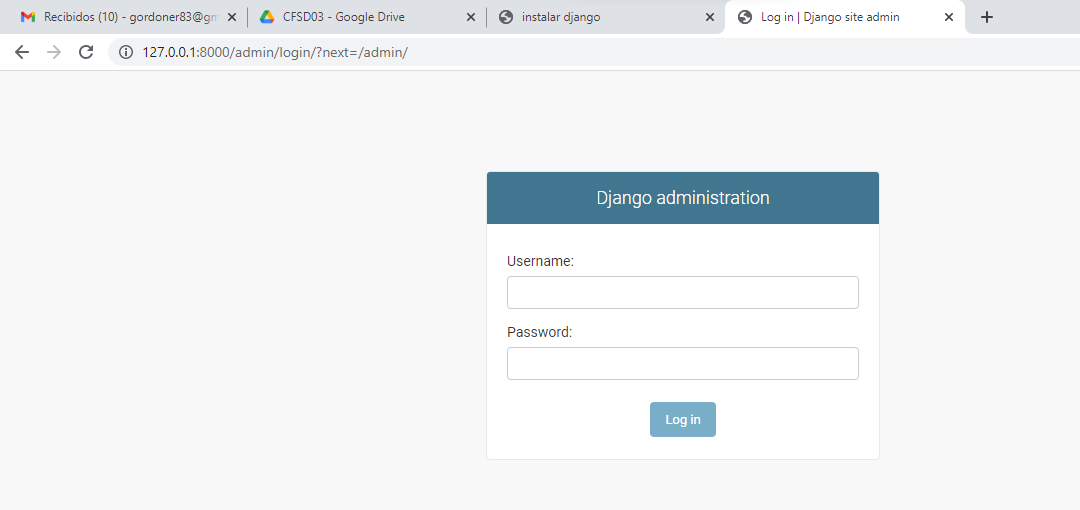 Recibidos (10) - gordoner83@gm
CFSD03 - Google Drive
instalar django
Log in | Django site admin
127.0.0.1:8000/admin/login/?next=/admin/
Django administration
Username:
Password:
Log in